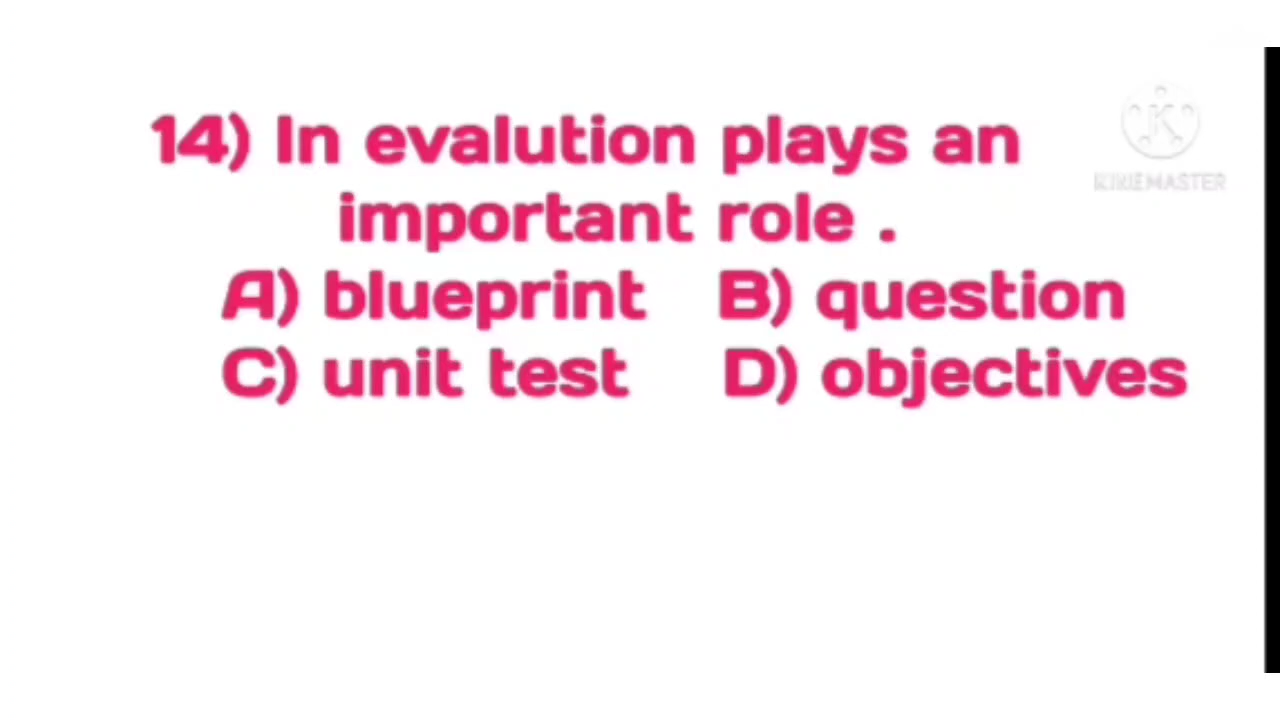 14) In evalution plays an
important role .
A) blueprint B) question
C) unit test D) objectives
KINEMASTER